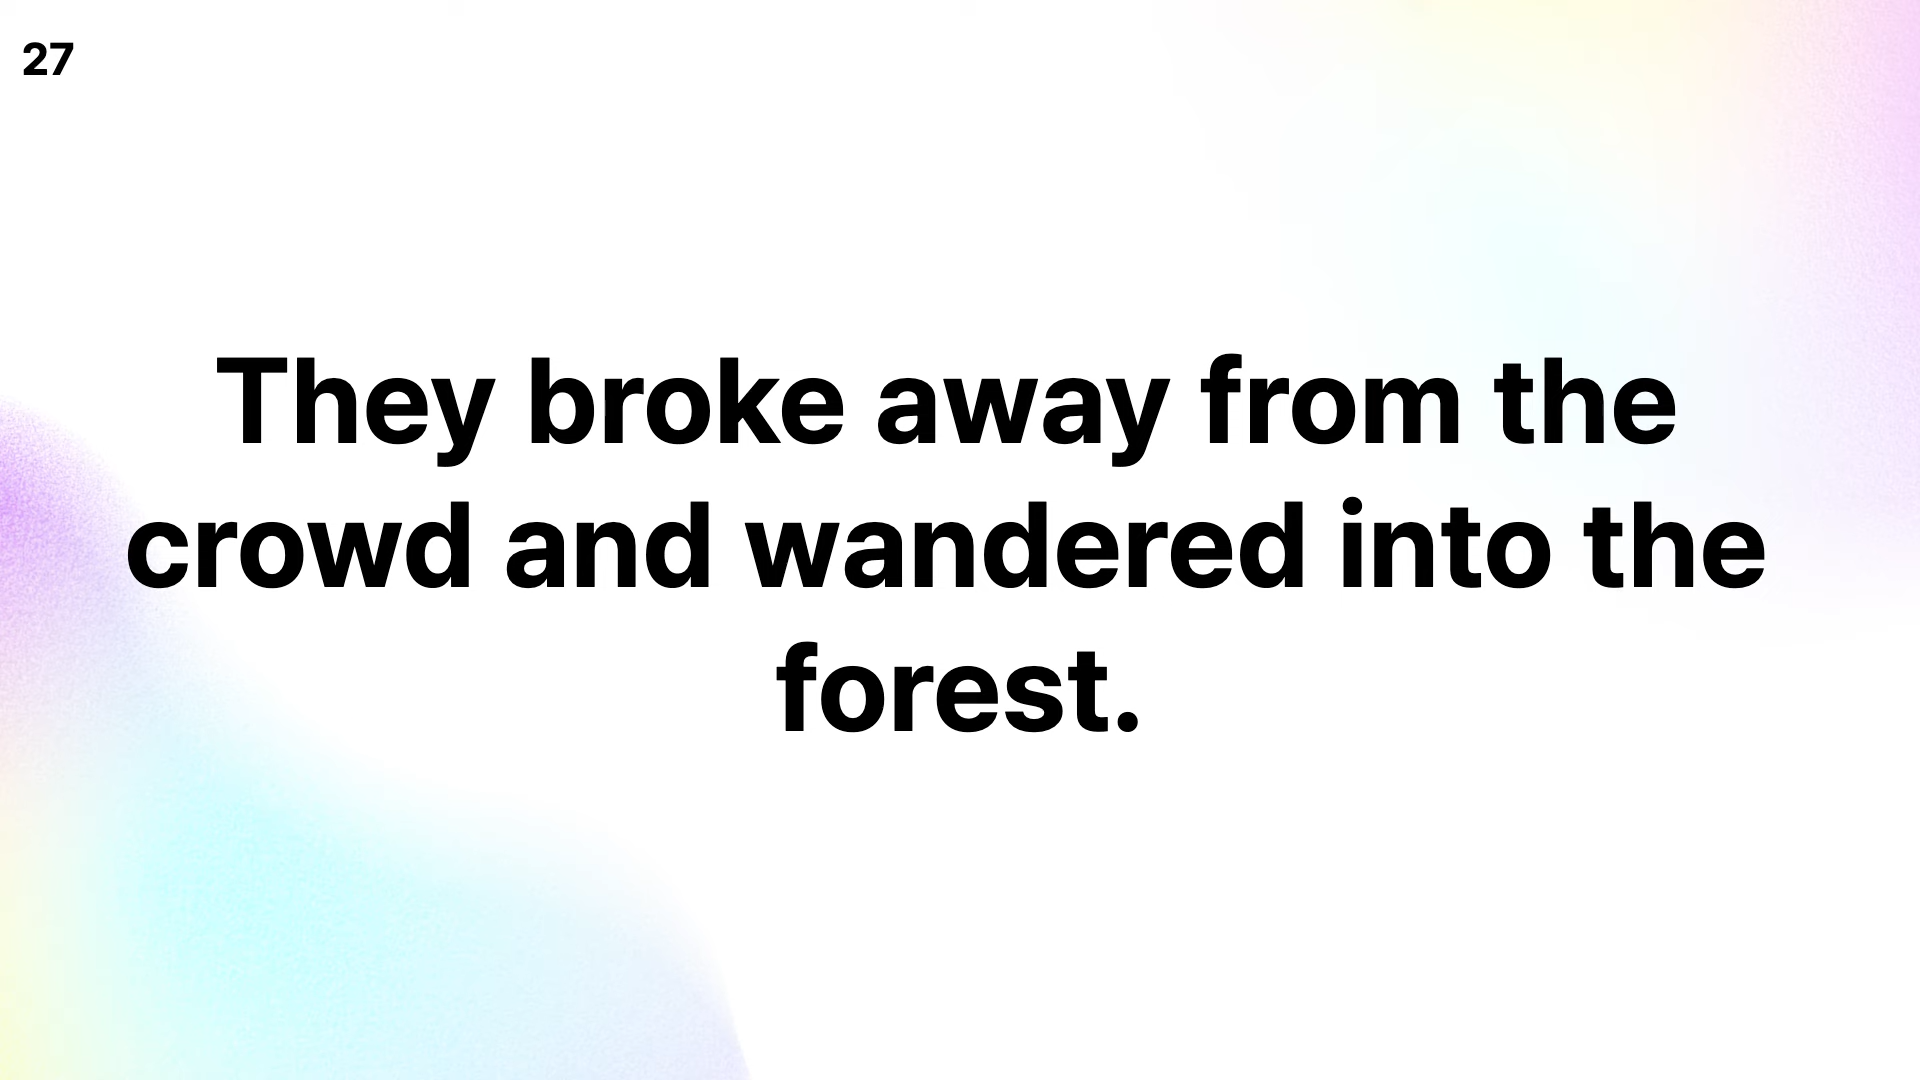 27
They broke away from the
crowd and wandered into the
forest.